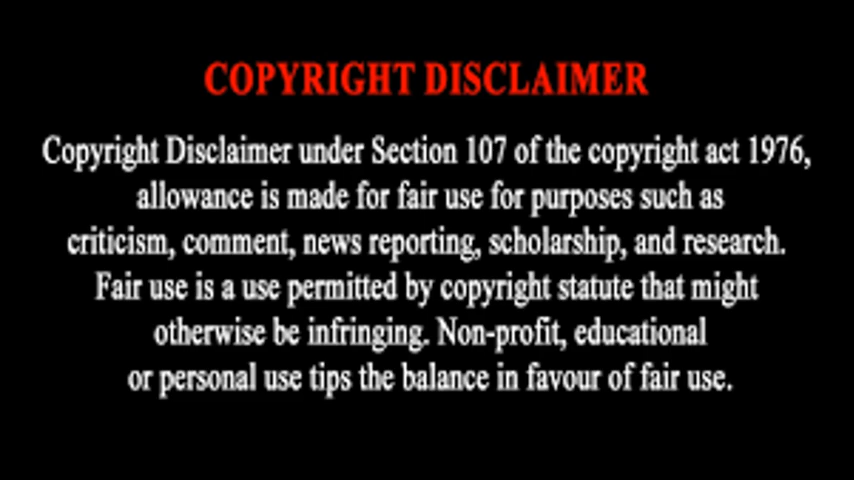 COPYRIGHT DISCLAIMER
Copyright Disclaimer under Section 107 of the copyright act 1976,
allowance is made for fair use for purposes such as
criticism, comment, news reporting, scholarship, and research.
Fair use is a use permitted by copyright statute that might
otherwise be infringing. Non-profit, educational
or personal use tips the balance in favour of fair use.